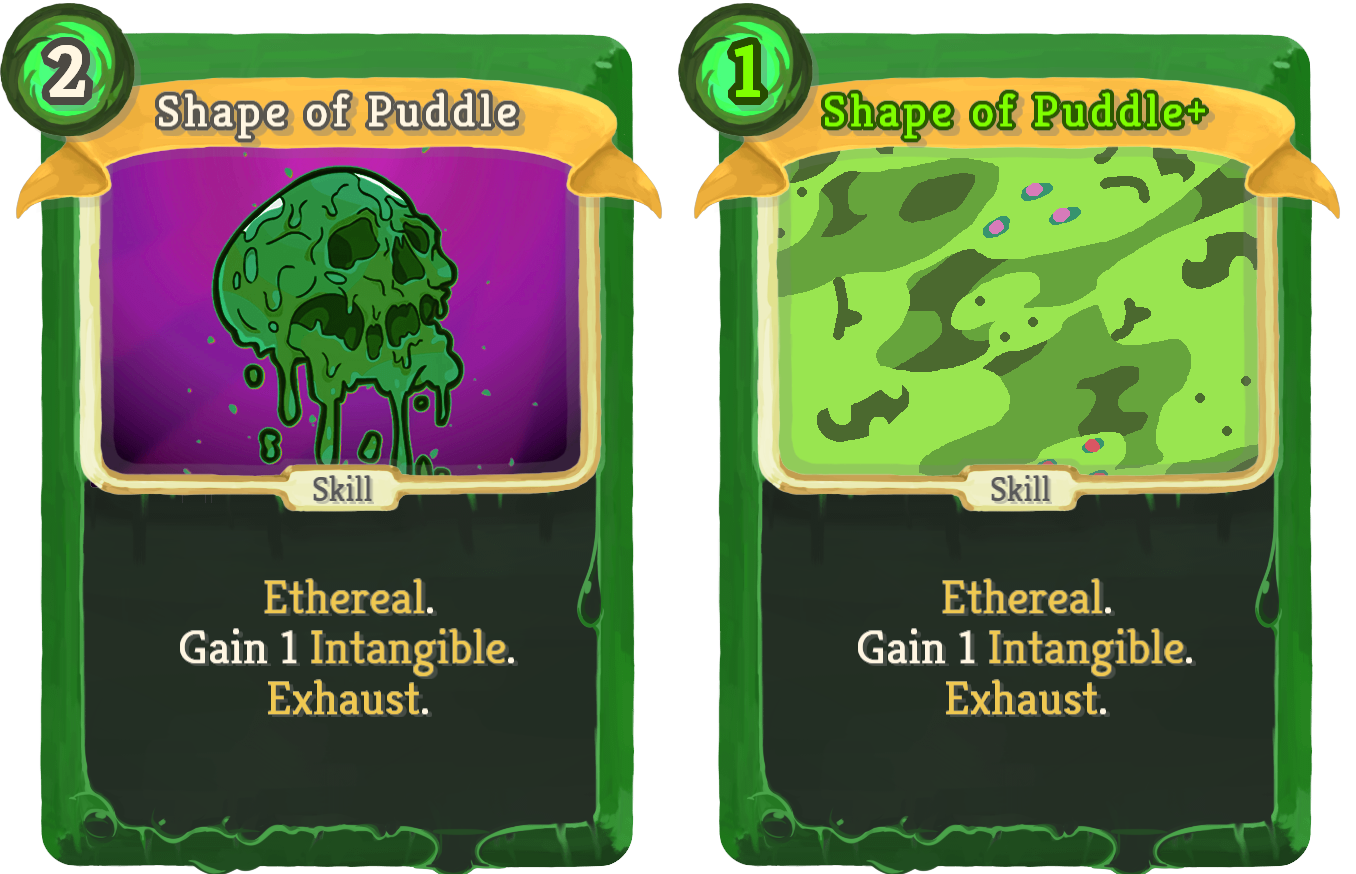 2
Shape of Puddle
Skill
Ethereal.
Gain 1 Intangible.
Exhaust.
1
Shape of Puddle+
Skill
Ethereal.
Gain 1 Intangible.
Exhaust.